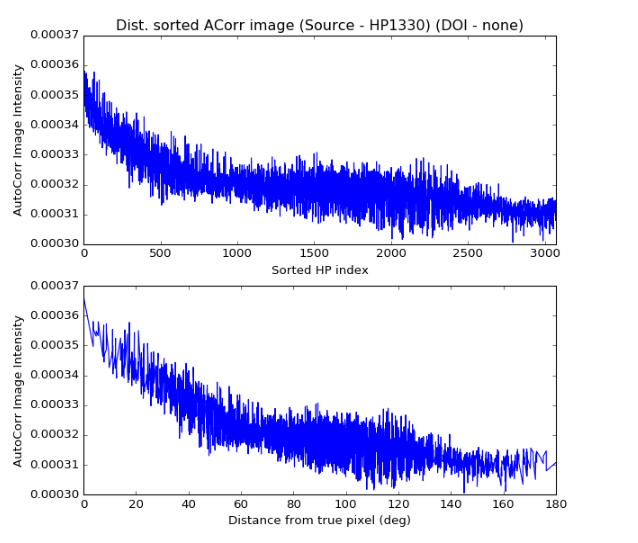 Dist. sorted ACorr image (Source - HP1330) (DOI - none)
0.00037
0.00036
0.00035
0.00034
0.00033
0.00032
0.00031
0.00030
AutoCorr Image Intensity
0 500 1000 1500 2000 2500 3000
Sorted HP index
0.00037
0.00036
0.00035
0.00034
0.00033
0.00032
0.00031
0.00030
AutoCorr Image Intensity
0 20 40 60 80 100 120 140 160 180
Distance from true pixel (deg)